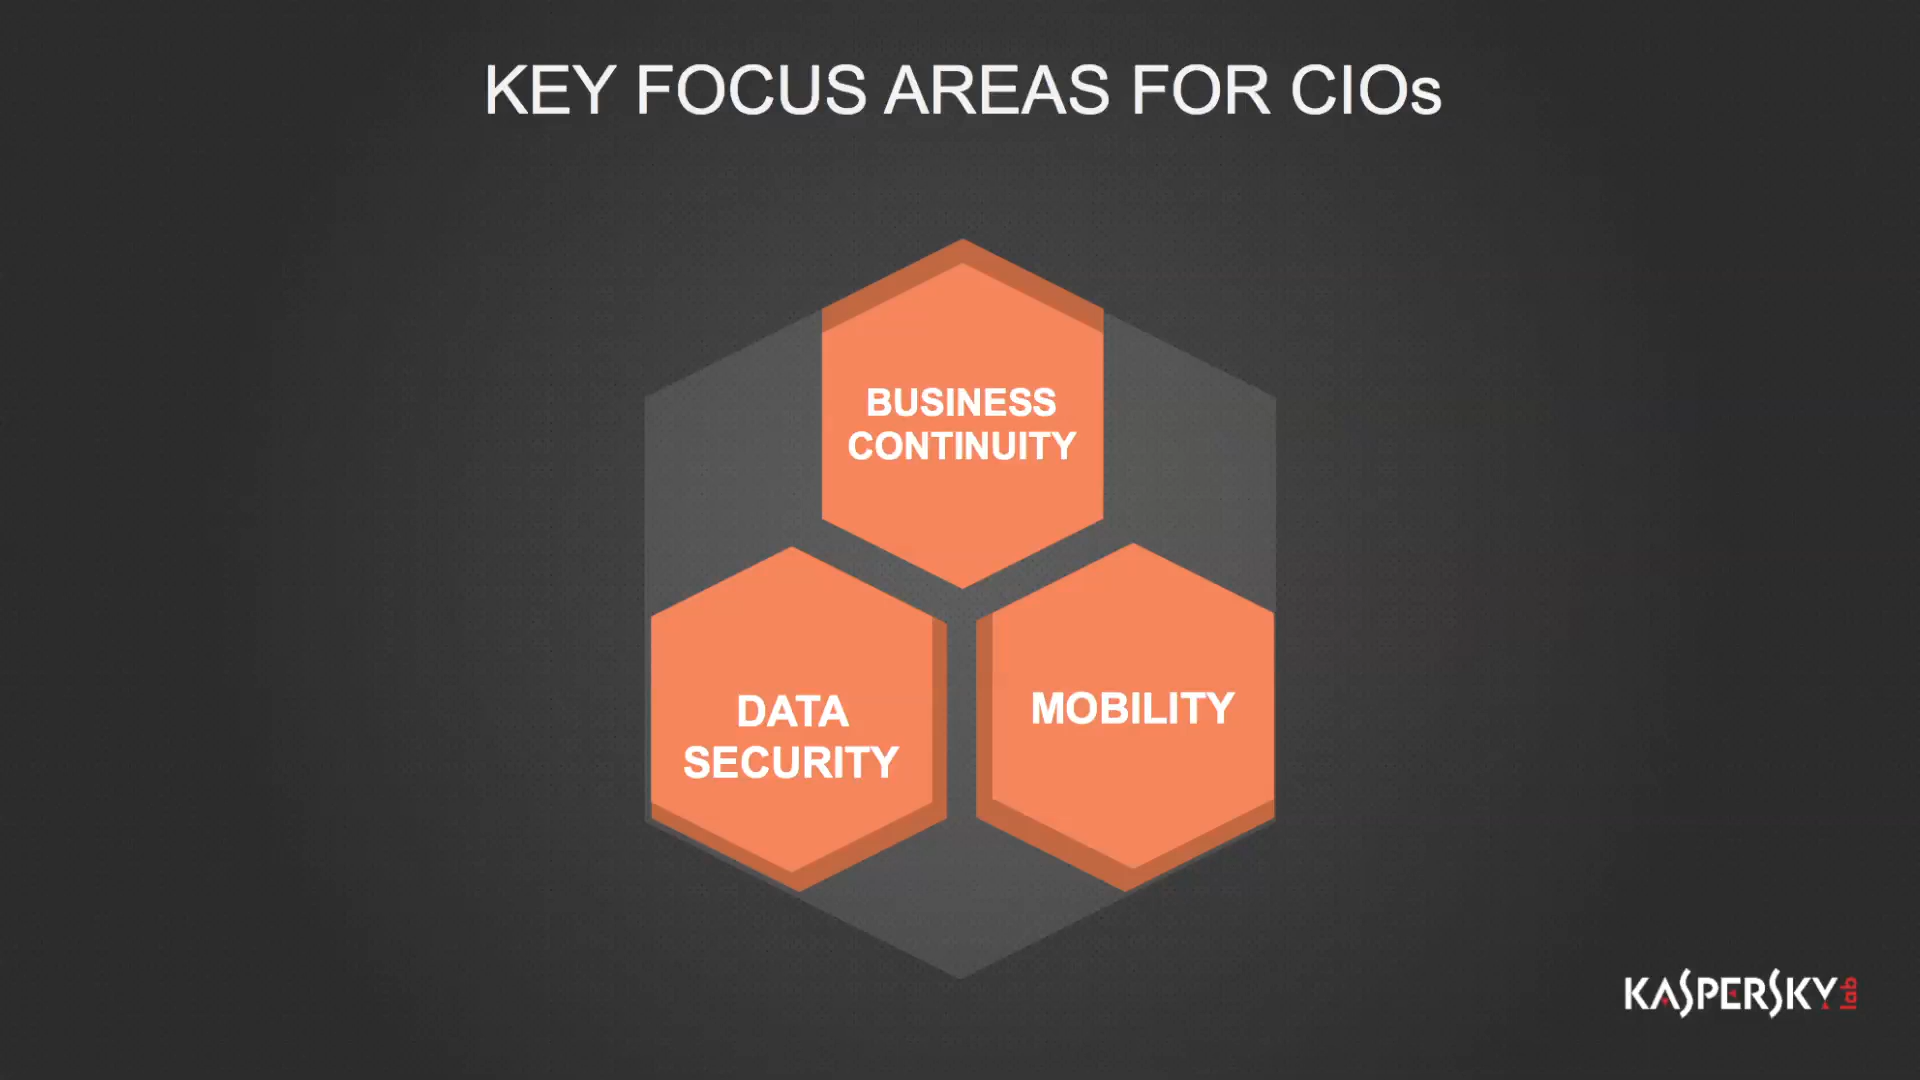 KEY FOCUS AREAS FOR CIOs
BUSINESS
CONTINUITY
DATA
SECURITY
MOBILITY
KASPERSKY lab